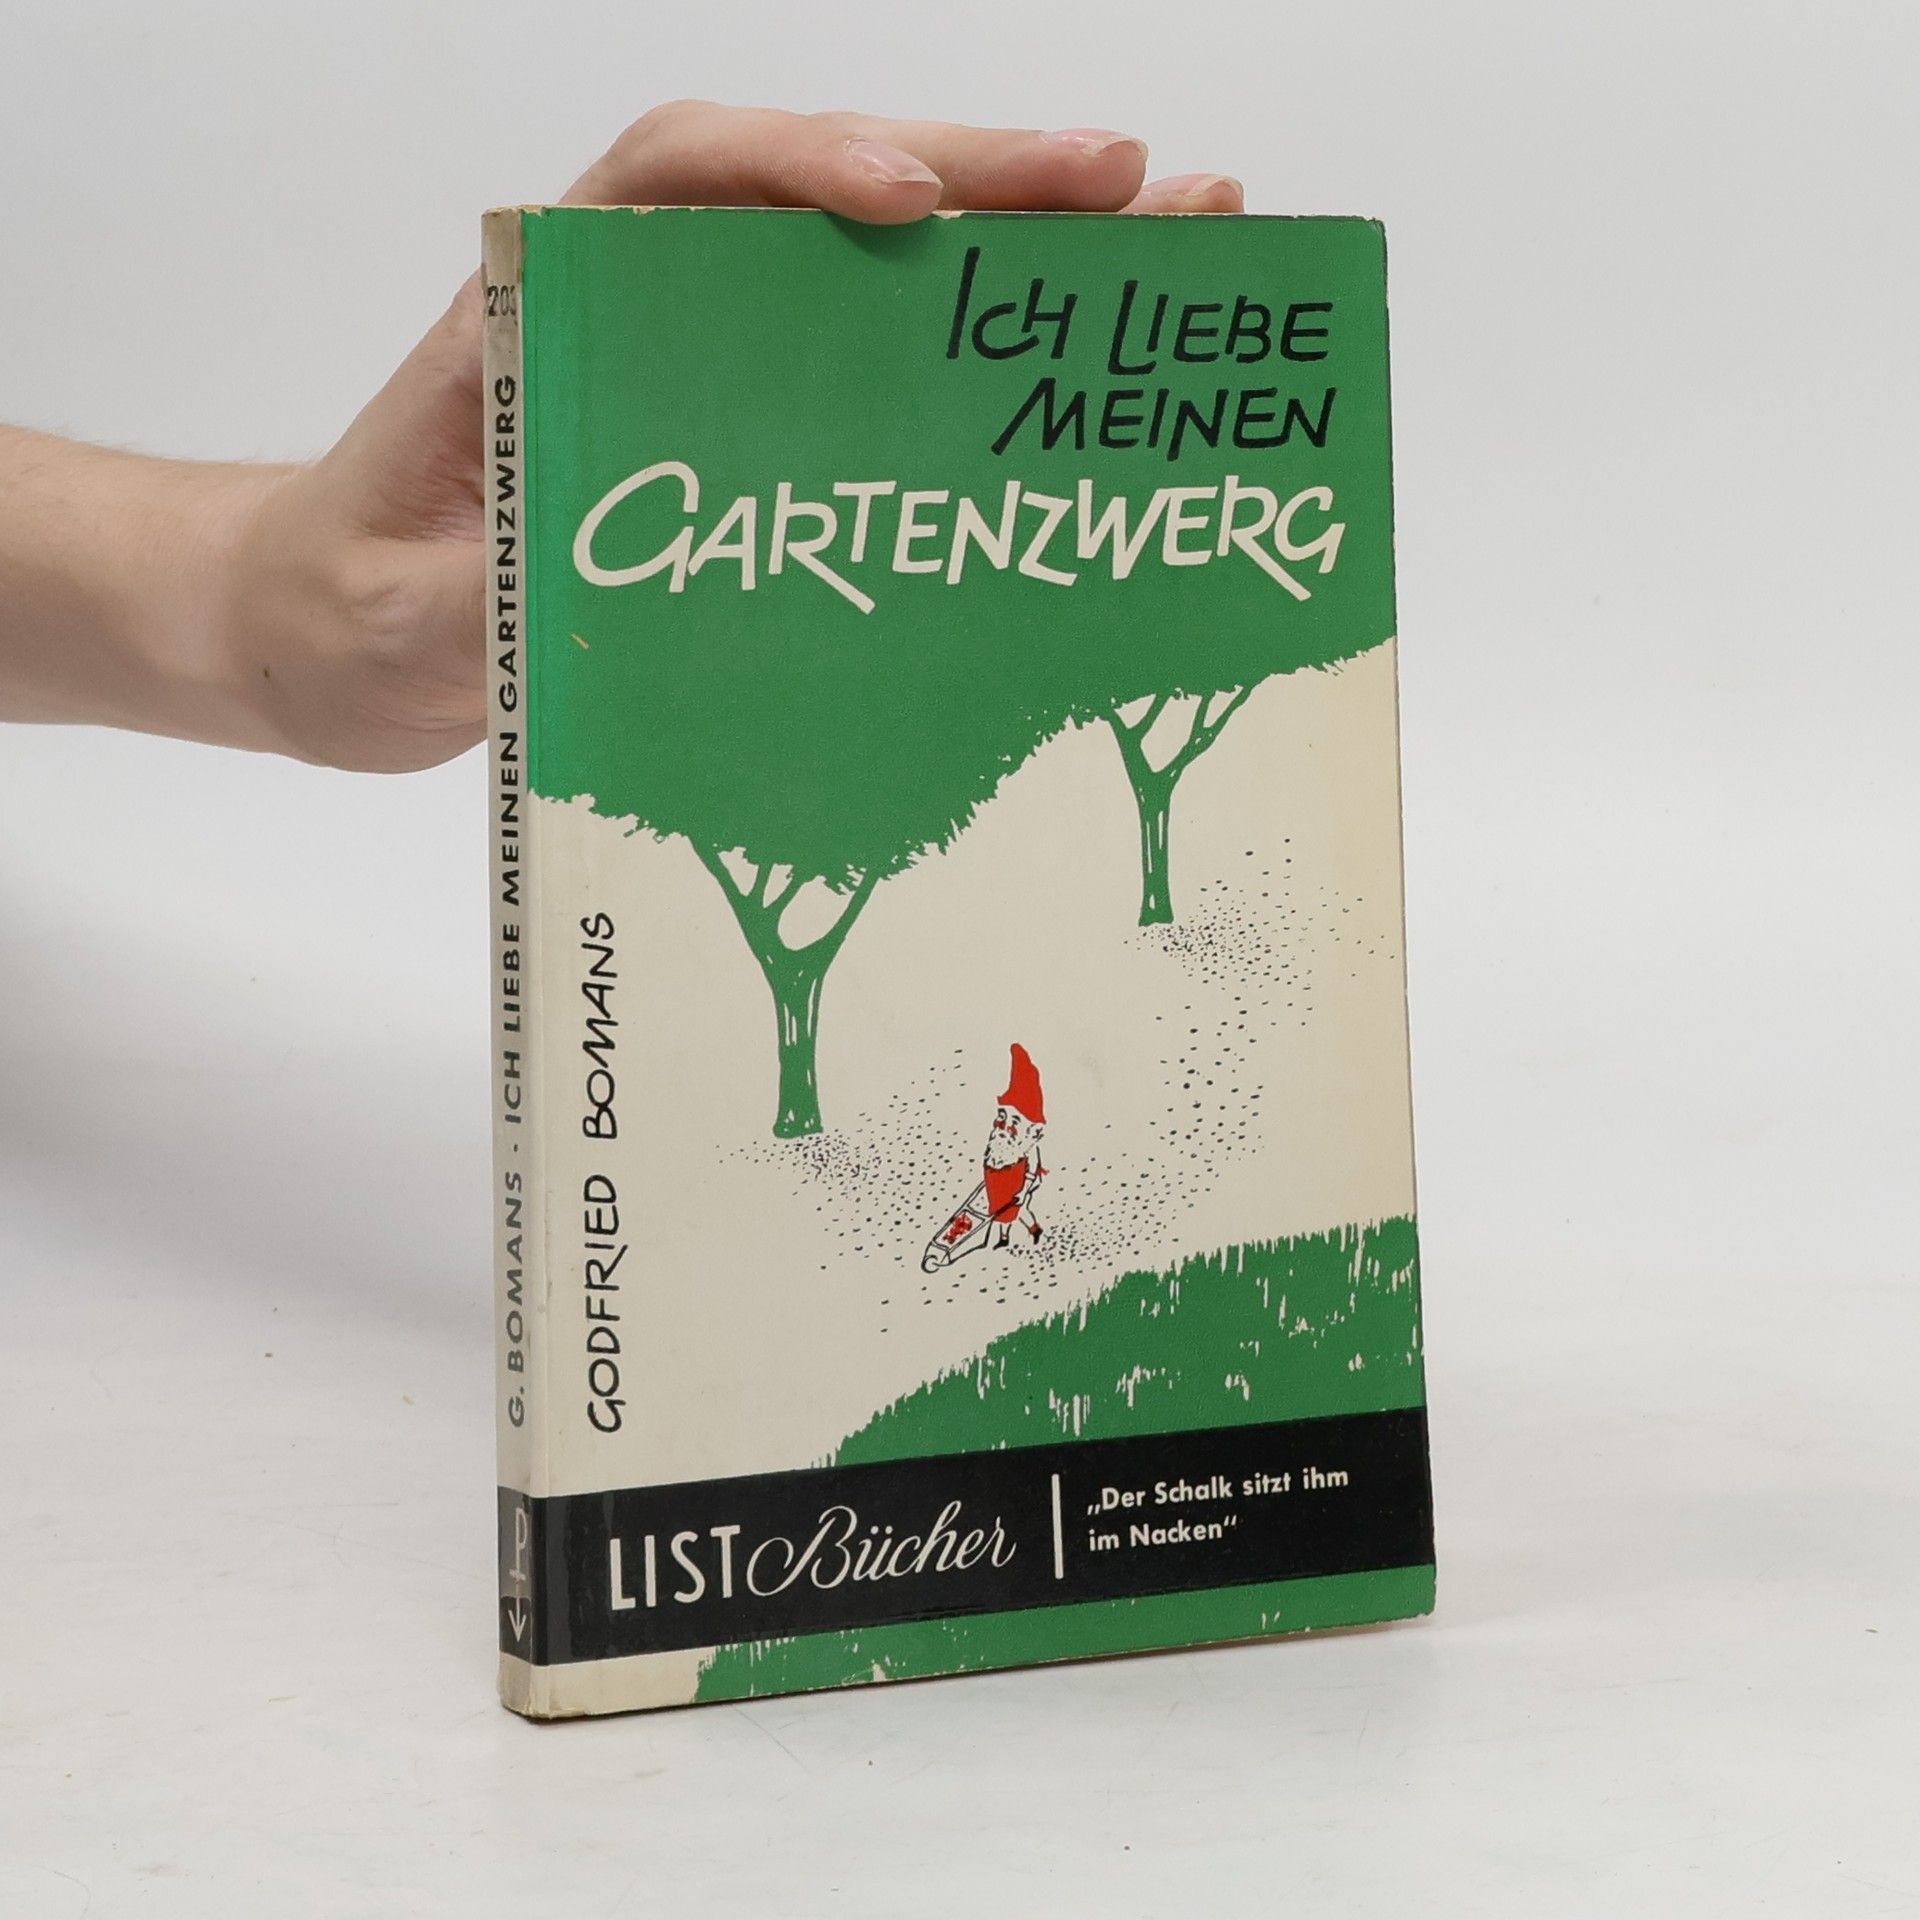 ICH LIEBE
MEINEN
GARTENZWERG
GODFRIED BOMANS
LIST Bücher
„Der Schalk sitzt ihm
im Nacken“
G. BOMANS · ICH LIEBE MEINEN GARTENZWERG